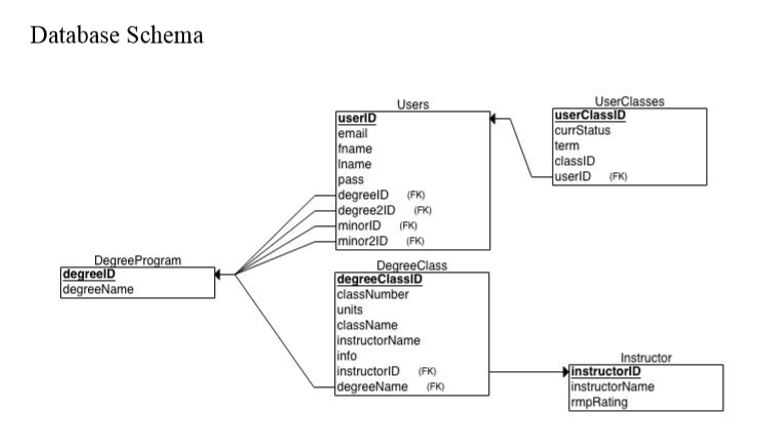 Database Schema
Users
userID
email
fname
lname
pass
degreeID (FK)
degree2ID (FK)
minorID (FK)
minor2ID (FK)
UserClasses
userClassID
currStatus
term
classID
userID (FK)
DegreeProgram
degreeID
degreeName
DegreeClass
degreeClassID
classNumber
units
className
instructorName
info
instructorID (FK)
degreeName (FK)
Instructor
instructorID
instructorName
rmpRating